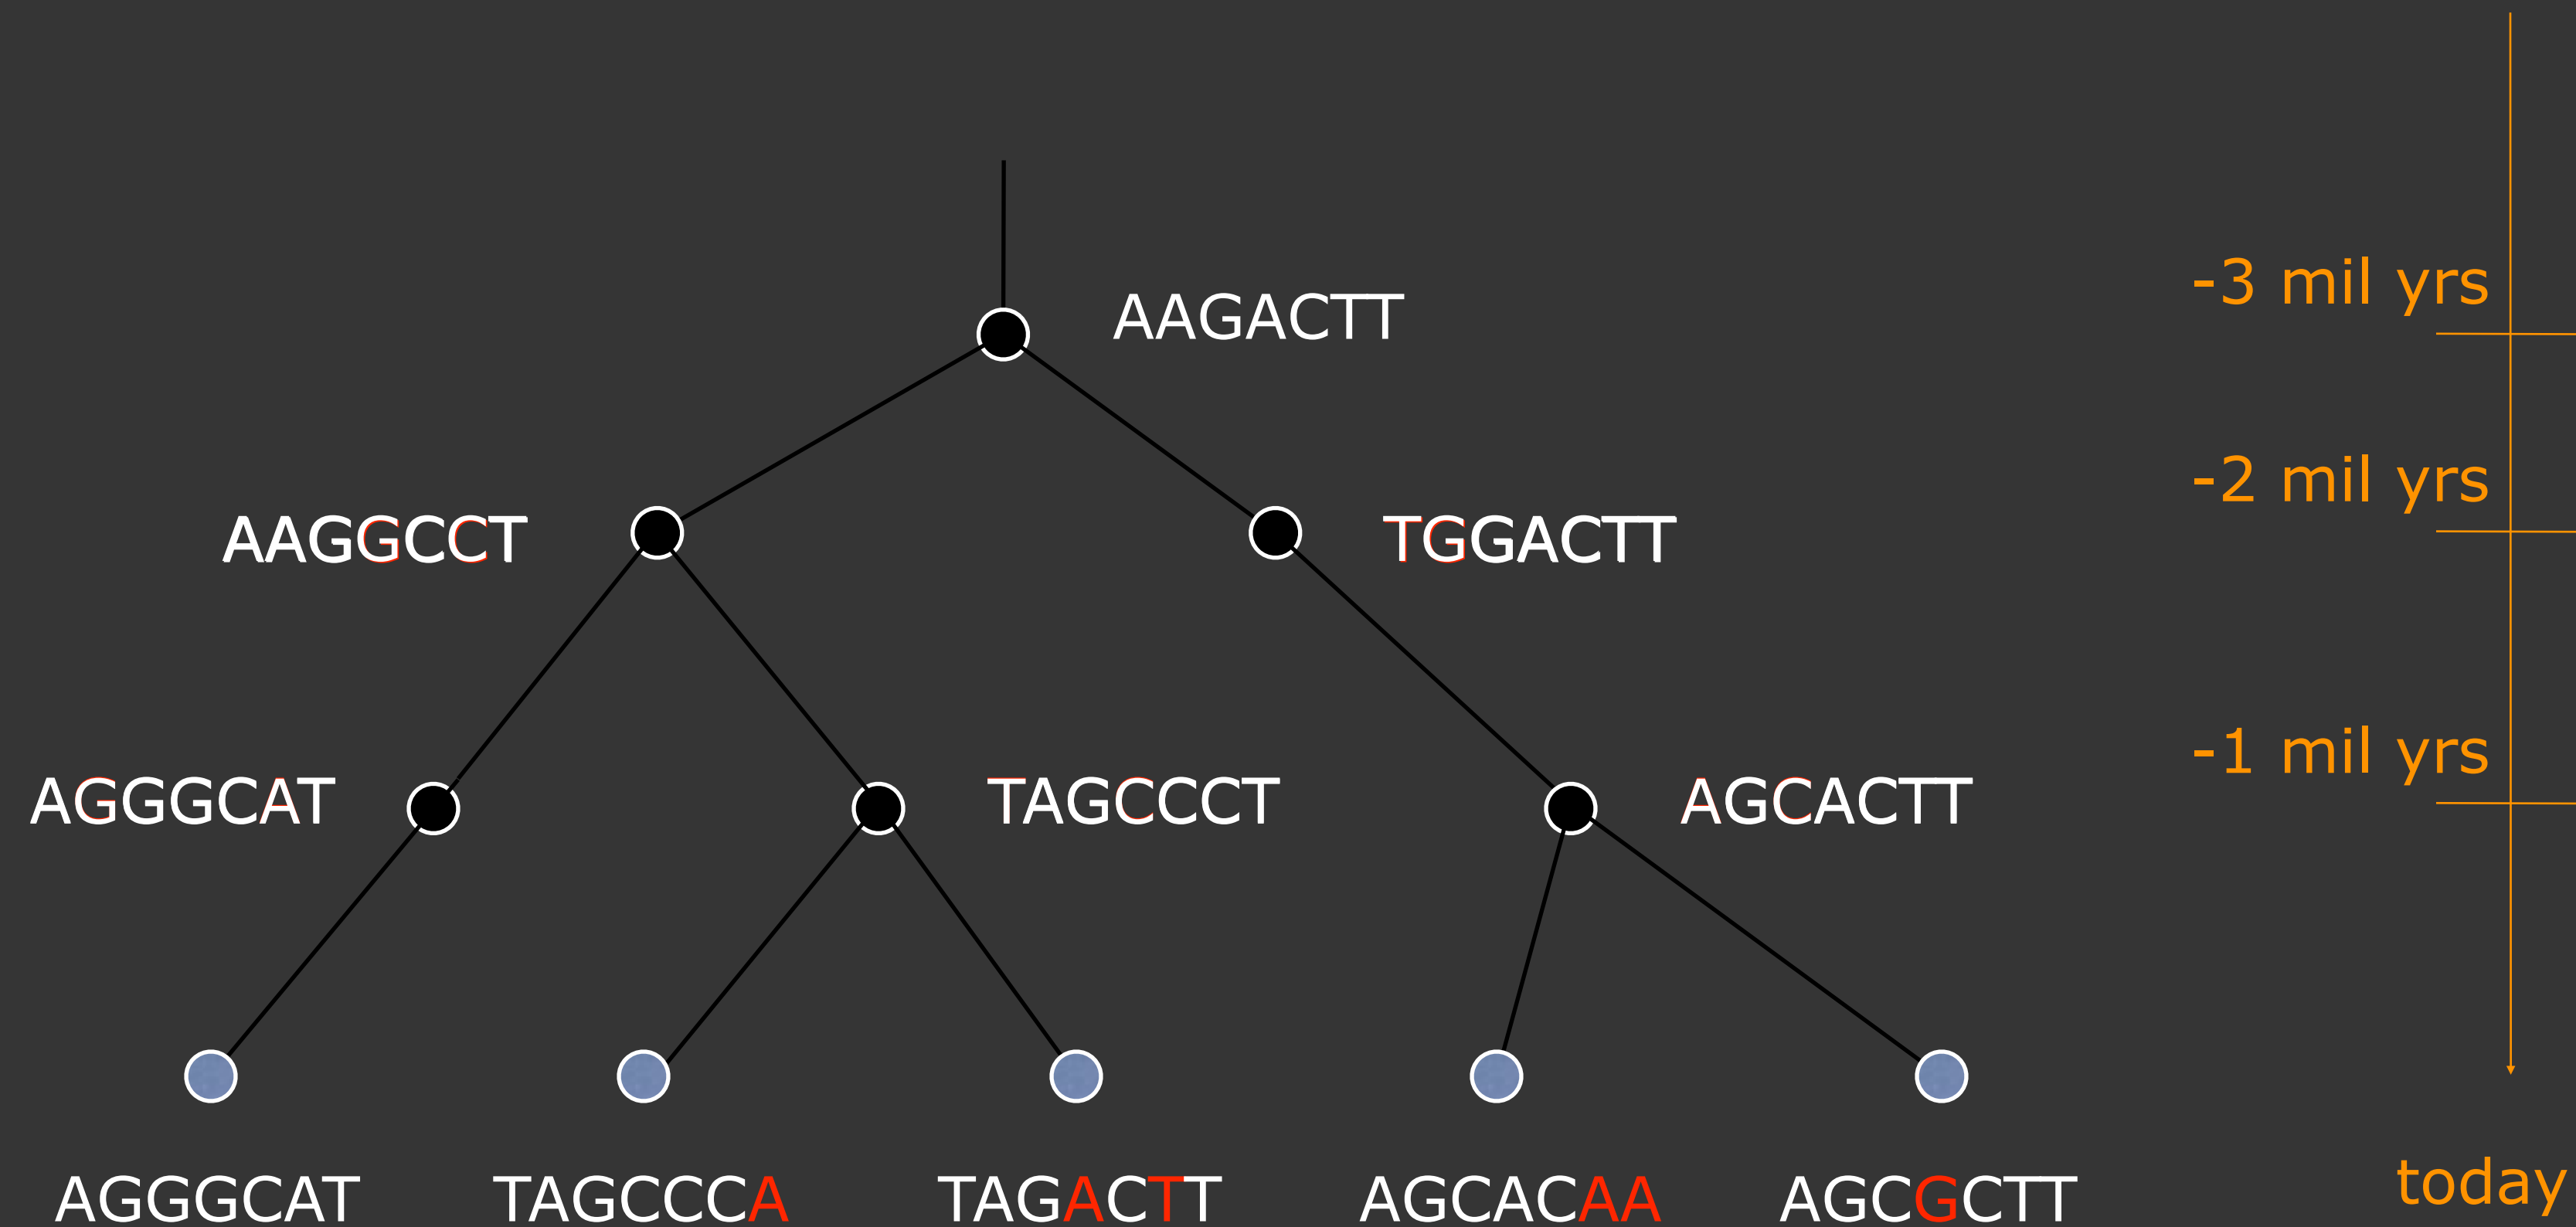 -3 mil yrs
AAGACTT
-2 mil yrs
AAGGCCT
TGGACTT
-1 mil yrs
AGGGCAT
TAGCCCT
AGCACTT
today
AGGGCAT
TAGCCCA
TAGACTT
AGCACAA
AGCGCTT